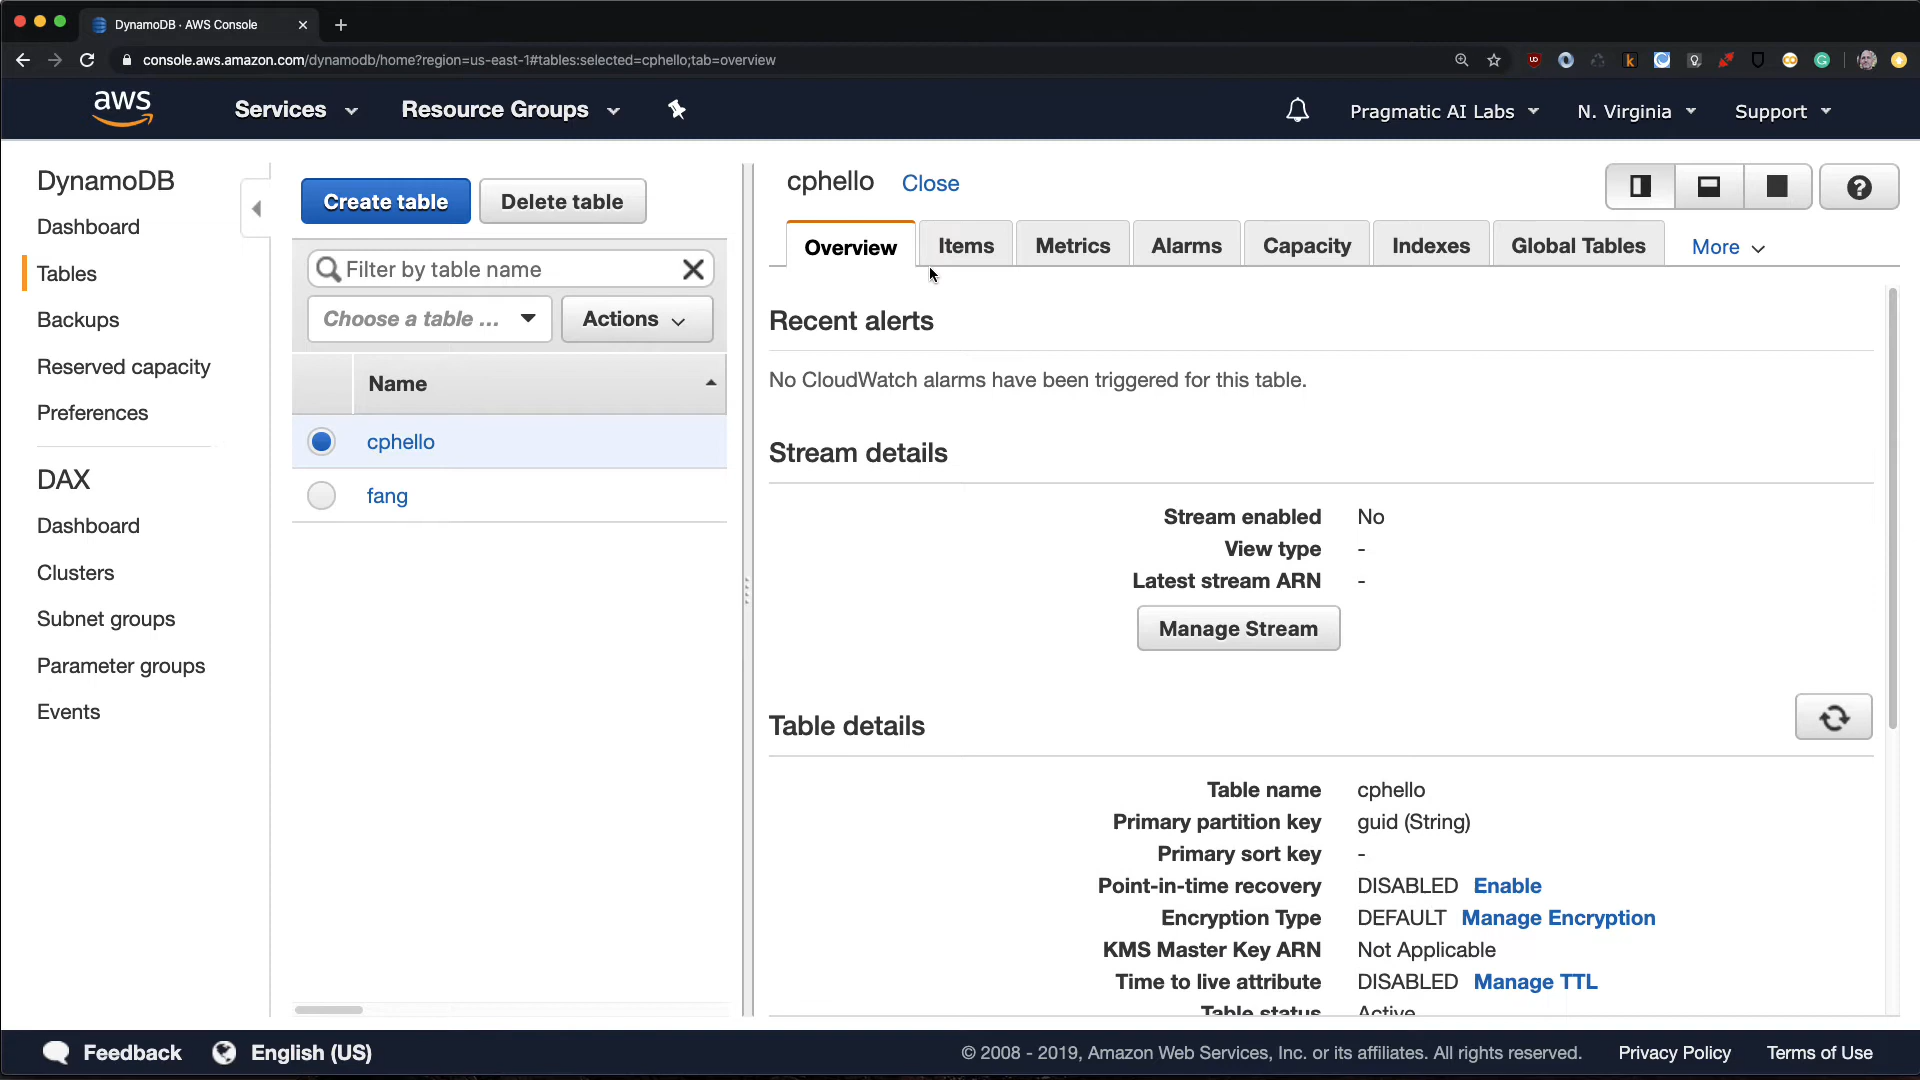 DynamoDB · AWS Console
console.aws.amazon.com/dynamodb/home?region=us-east-1#tables:selected=cphello;tab=overview
aws
Services
Resource Groups
Pragmatic AI Labs
N. Virginia
Support
DynamoDB
Dashboard
Tables
Backups
Reserved capacity
Preferences
DAX
Dashboard
Clusters
Subnet groups
Parameter groups
Events
Create table
Delete table
Filter by table name
Choose a table ...
Actions
Name
cphello
fang
cphello Close
Overview
Items
Metrics
Alarms
Capacity
Indexes
Global Tables
More
Recent alerts
No CloudWatch alarms have been triggered for this table.
Stream details
Stream enabled No
View type -
Latest stream ARN -
Manage Stream
Table details
Table name cphello
Primary partition key guid (String)
Primary sort key -
Point-in-time recovery DISABLED Enable
Encryption Type DEFAULT Manage Encryption
KMS Master Key ARN Not Applicable
Time to live attribute DISABLED Manage TTL
Table status Active
Feedback
English (US)
© 2008 - 2019, Amazon Web Services, Inc. or its affiliates. All rights reserved.
Privacy Policy
Terms of Use